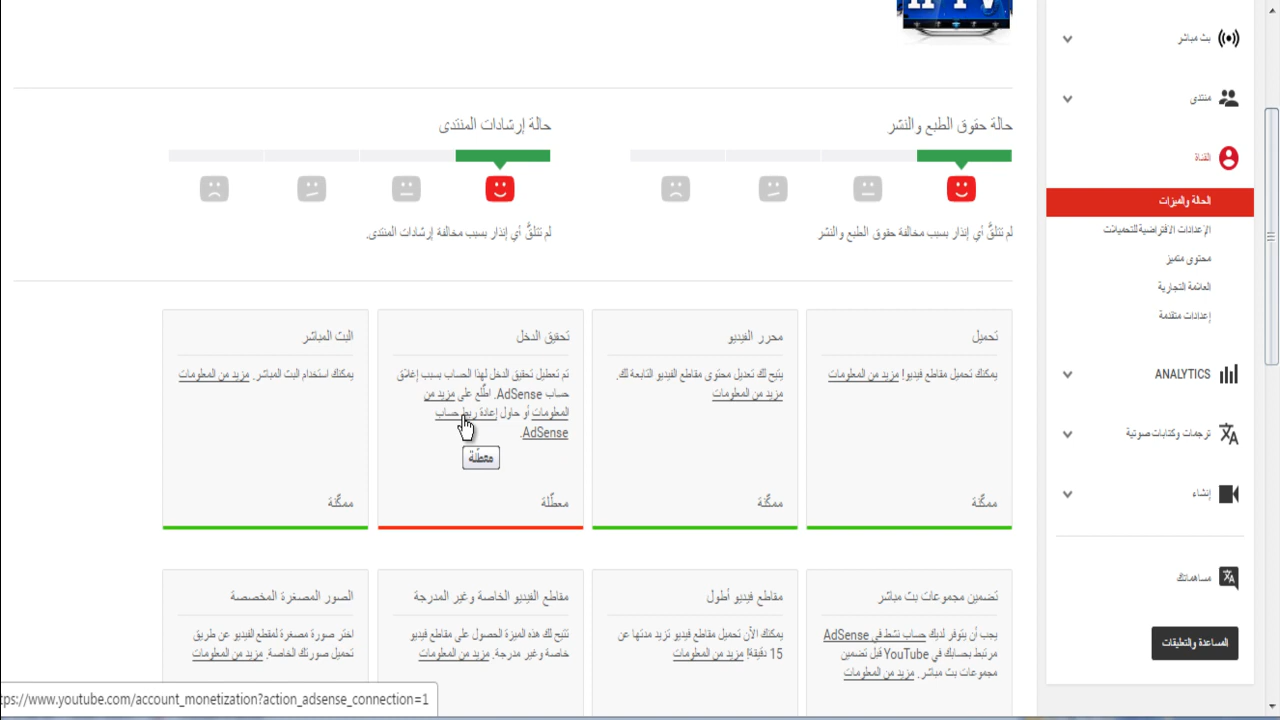 IPTV
بث مباشر
منتدى
القناة
الحالة والميزات
الإعدادات الافتراضية للتحميلات
محتوى متميز
العلامة التجارية
إعدادات متقدمة
ANALYTICS
ترجمات وكتابات صوتية
إنشاء
مساهماتك
المساعدة والتعليقات
حالة حقوق الطبع والنشر
لم تتلقَّ أي إنذار بسبب مخالفة حقوق الطبع والنشر
حالة إرشادات المنتدى
لم تتلقَّ أي إنذار بسبب مخالفة إرشادات المنتدى.
تحميل
يمكنك تحميل مقاطع فيديو! مزيد من المعلومات
ممكّنة
محرر الفيديو
يتيح لك تعديل محتوى مقاطع الفيديو التابعة لك.
مزيد من المعلومات
ممكّنة
تحقيق الدخل
تم تعطيل تحقيق الدخل لهذا الحساب بسبب إغلاق
حساب AdSense. اطّلع على مزيد من
المعلومات أو حاول إعادة ربط حساب
AdSense.
معطّلة
معطّلة
البث المباشر
يمكنك استخدام البث المباشر. مزيد من المعلومات
ممكّنة
تضمين مجموعات بث مباشر
يجب أن يتوفر لديك حساب نشط في AdSense
مرتبط بحسابك في YouTube قبل تضمين
مجموعات بث مباشر. مزيد من المعلومات
مقاطع فيديو أطول
يمكنك الآن تحميل مقاطع فيديو تزيد مدتها عن
15 دقيقة! مزيد من المعلومات
مقاطع الفيديو الخاصة وغير المدرجة
تتيح لك هذه الميزة الحصول على مقاطع فيديو
خاصة وغير مدرجة. مزيد من المعلومات
الصور المصغرة المخصصة
اختر صورة مصغرة لمقطع الفيديو عن طريق
تحميل صورتك الخاصة. مزيد من المعلومات
tps://www.youtube.com/account_monetization?action_adsense_connection=1